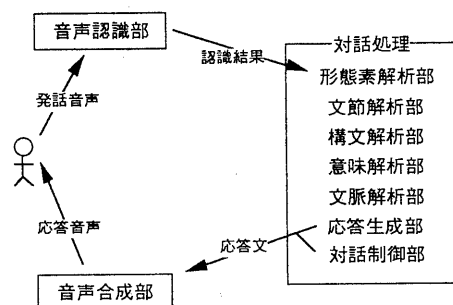 音声認識部
認識結果
対話処理
形態素解析部
文節解析部
構文解析部
意味解析部
文脈解析部
応答生成部
対話制御部
発話音声
応答音声
応答文
音声合成部